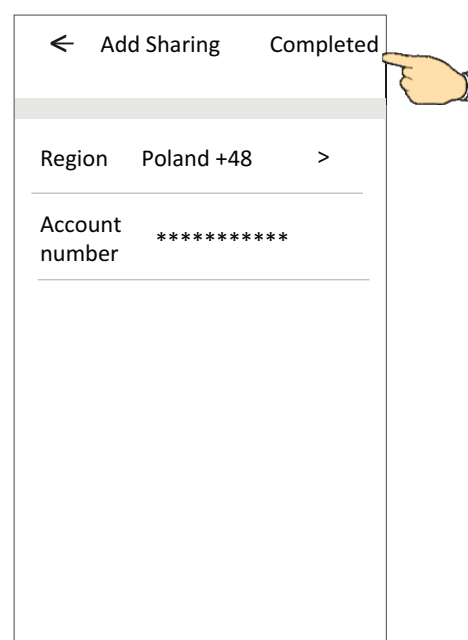 ← Add Sharing Completed
Region Poland +48 >
Account
number ***********